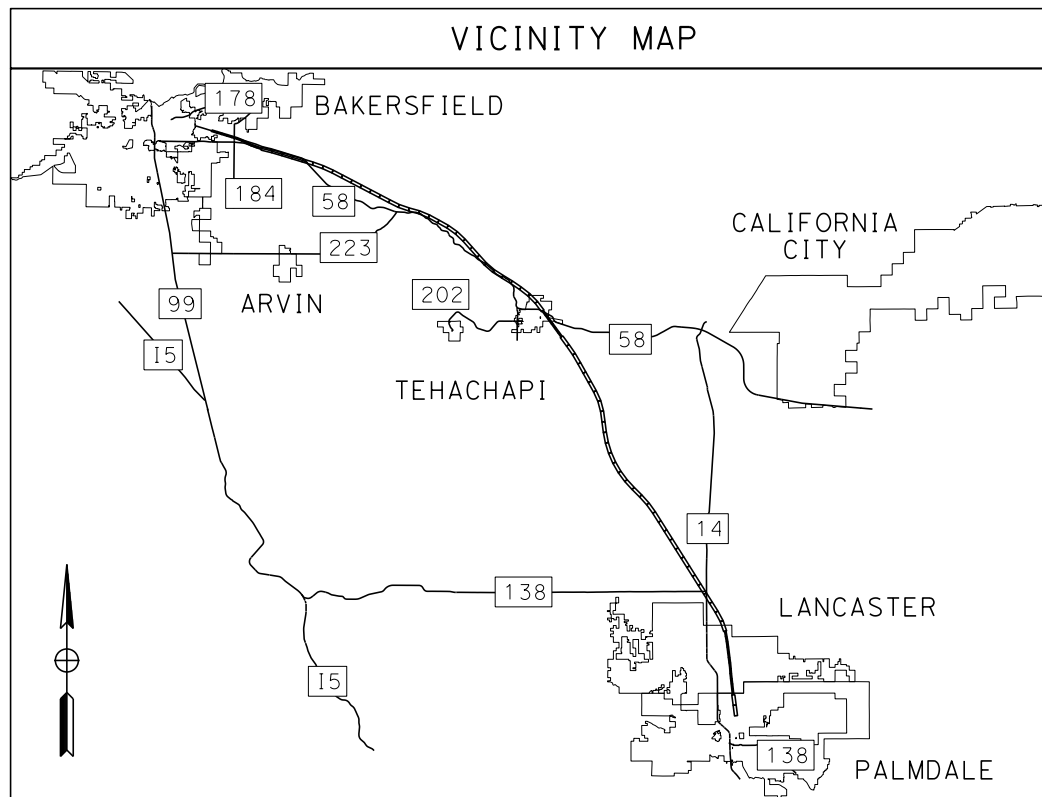 VICINITY MAP
178
BAKERSFIELD
184
58
CALIFORNIA
CITY
223
202
99
ARVIN
58
I5
TEHACHAPI
14
138
LANCASTER
I5
138
PALMDALE